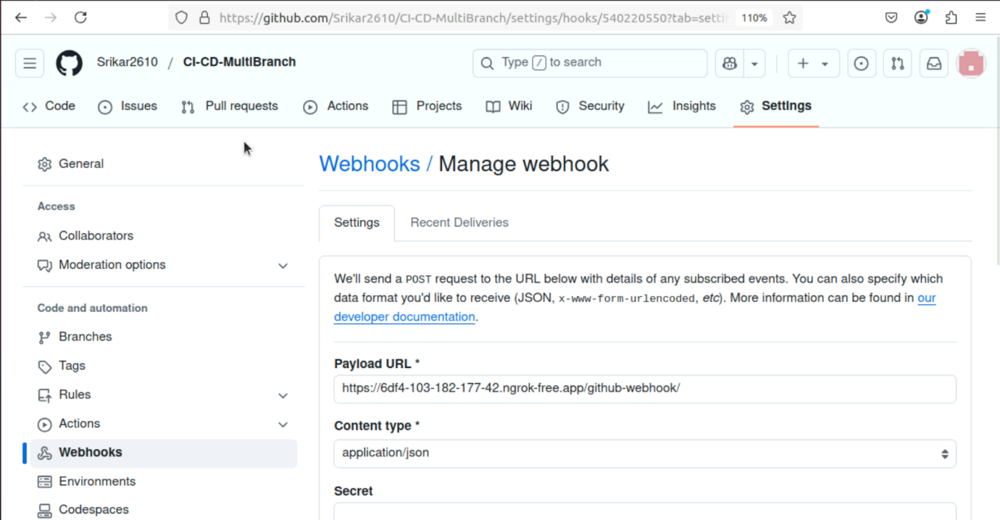 https://github.com/Srikar2610/CI-CD-MultiBranch/settings/hooks/540220550?tab=settin 110%
Srikar2610 / CI-CD-MultiBranch Type / to search
Code Issues Pull requests Actions Projects Wiki Security Insights Settings
General
Access
Collaborators
Moderation options
Code and automation
Branches
Tags
Rules
Actions
Webhooks
Environments
Codespaces
Webhooks / Manage webhook
Settings Recent Deliveries
We'll send a POST request to the URL below with details of any subscribed events. You can also specify which
data format you'd like to receive (JSON, x-www-form-urlencoded, etc). More information can be found in our
developer documentation.
Payload URL *
https://6df4-103-182-177-42.ngrok-free.app/github-webhook/
Content type *
application/json
Secret